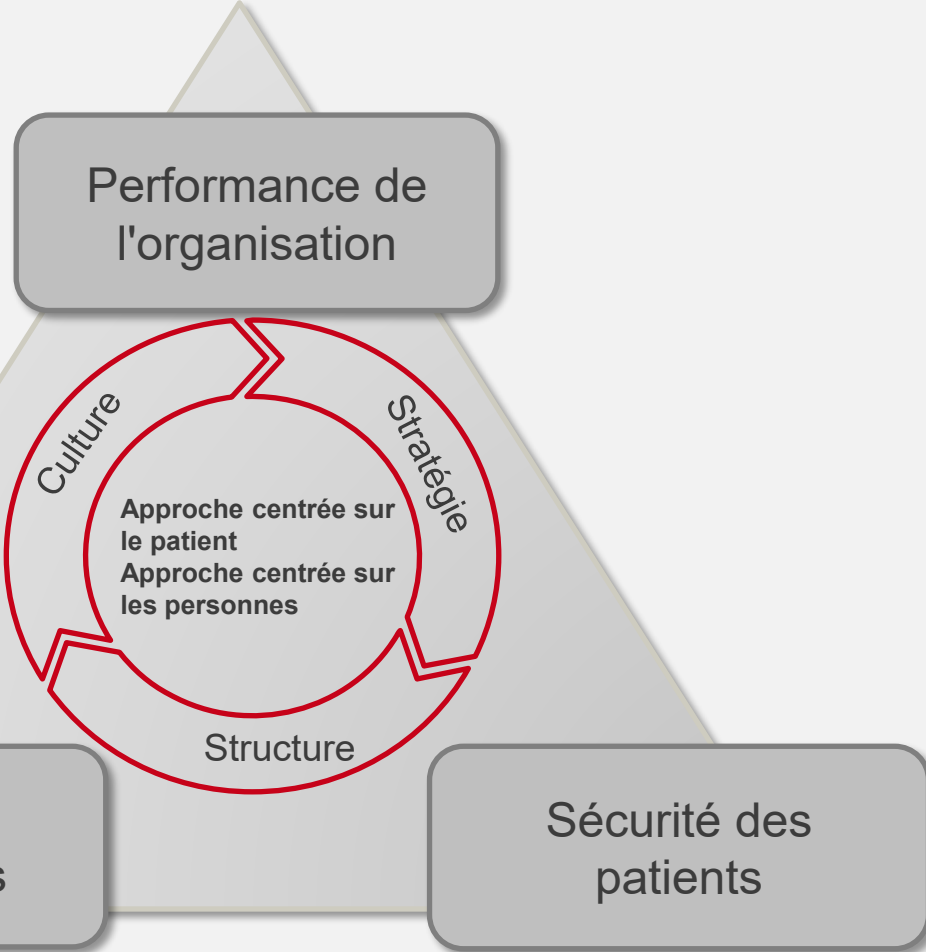 Performance de
l'organisation
Culture
Stratégie
Approche centrée sur
le patient
Approche centrée sur
les personnes
Structure
Sécurité des
patients